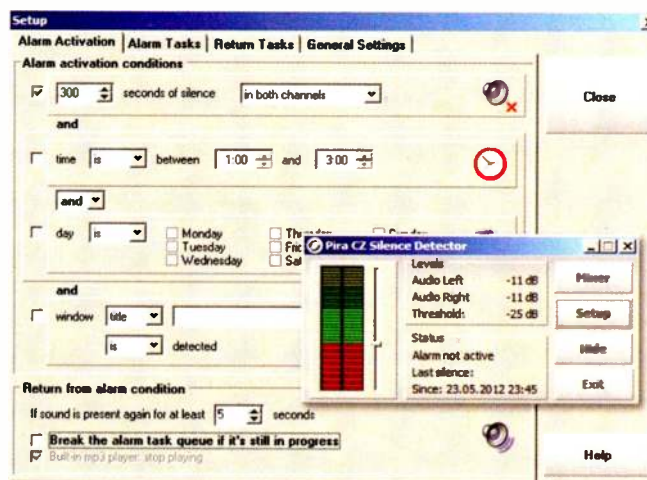 Setup
Alarm Activation
Alarm Tasks
Return Tasks
General Settings
Alarm activation conditions
300 seconds of silence in both channels
Close
and
time is between 1:00 and 3:00
and
day is
Monday
Tuesday
Wednesday
and
window title
is detected
Return from alarm condition
If sound is present again for at least 5 seconds
Break the alarm task queue if it's still in progress
Built-in mp3 player: stop playing
Help
Pira CZ Silence Detector
Levels
Audio Left -11 dB
Audio Right -11 dB
Threshold: -25 dB
Status
Alarm not active
Last silence:
Since: 23.05.2012 23:45
Mixer
Setup
Hide
Exit